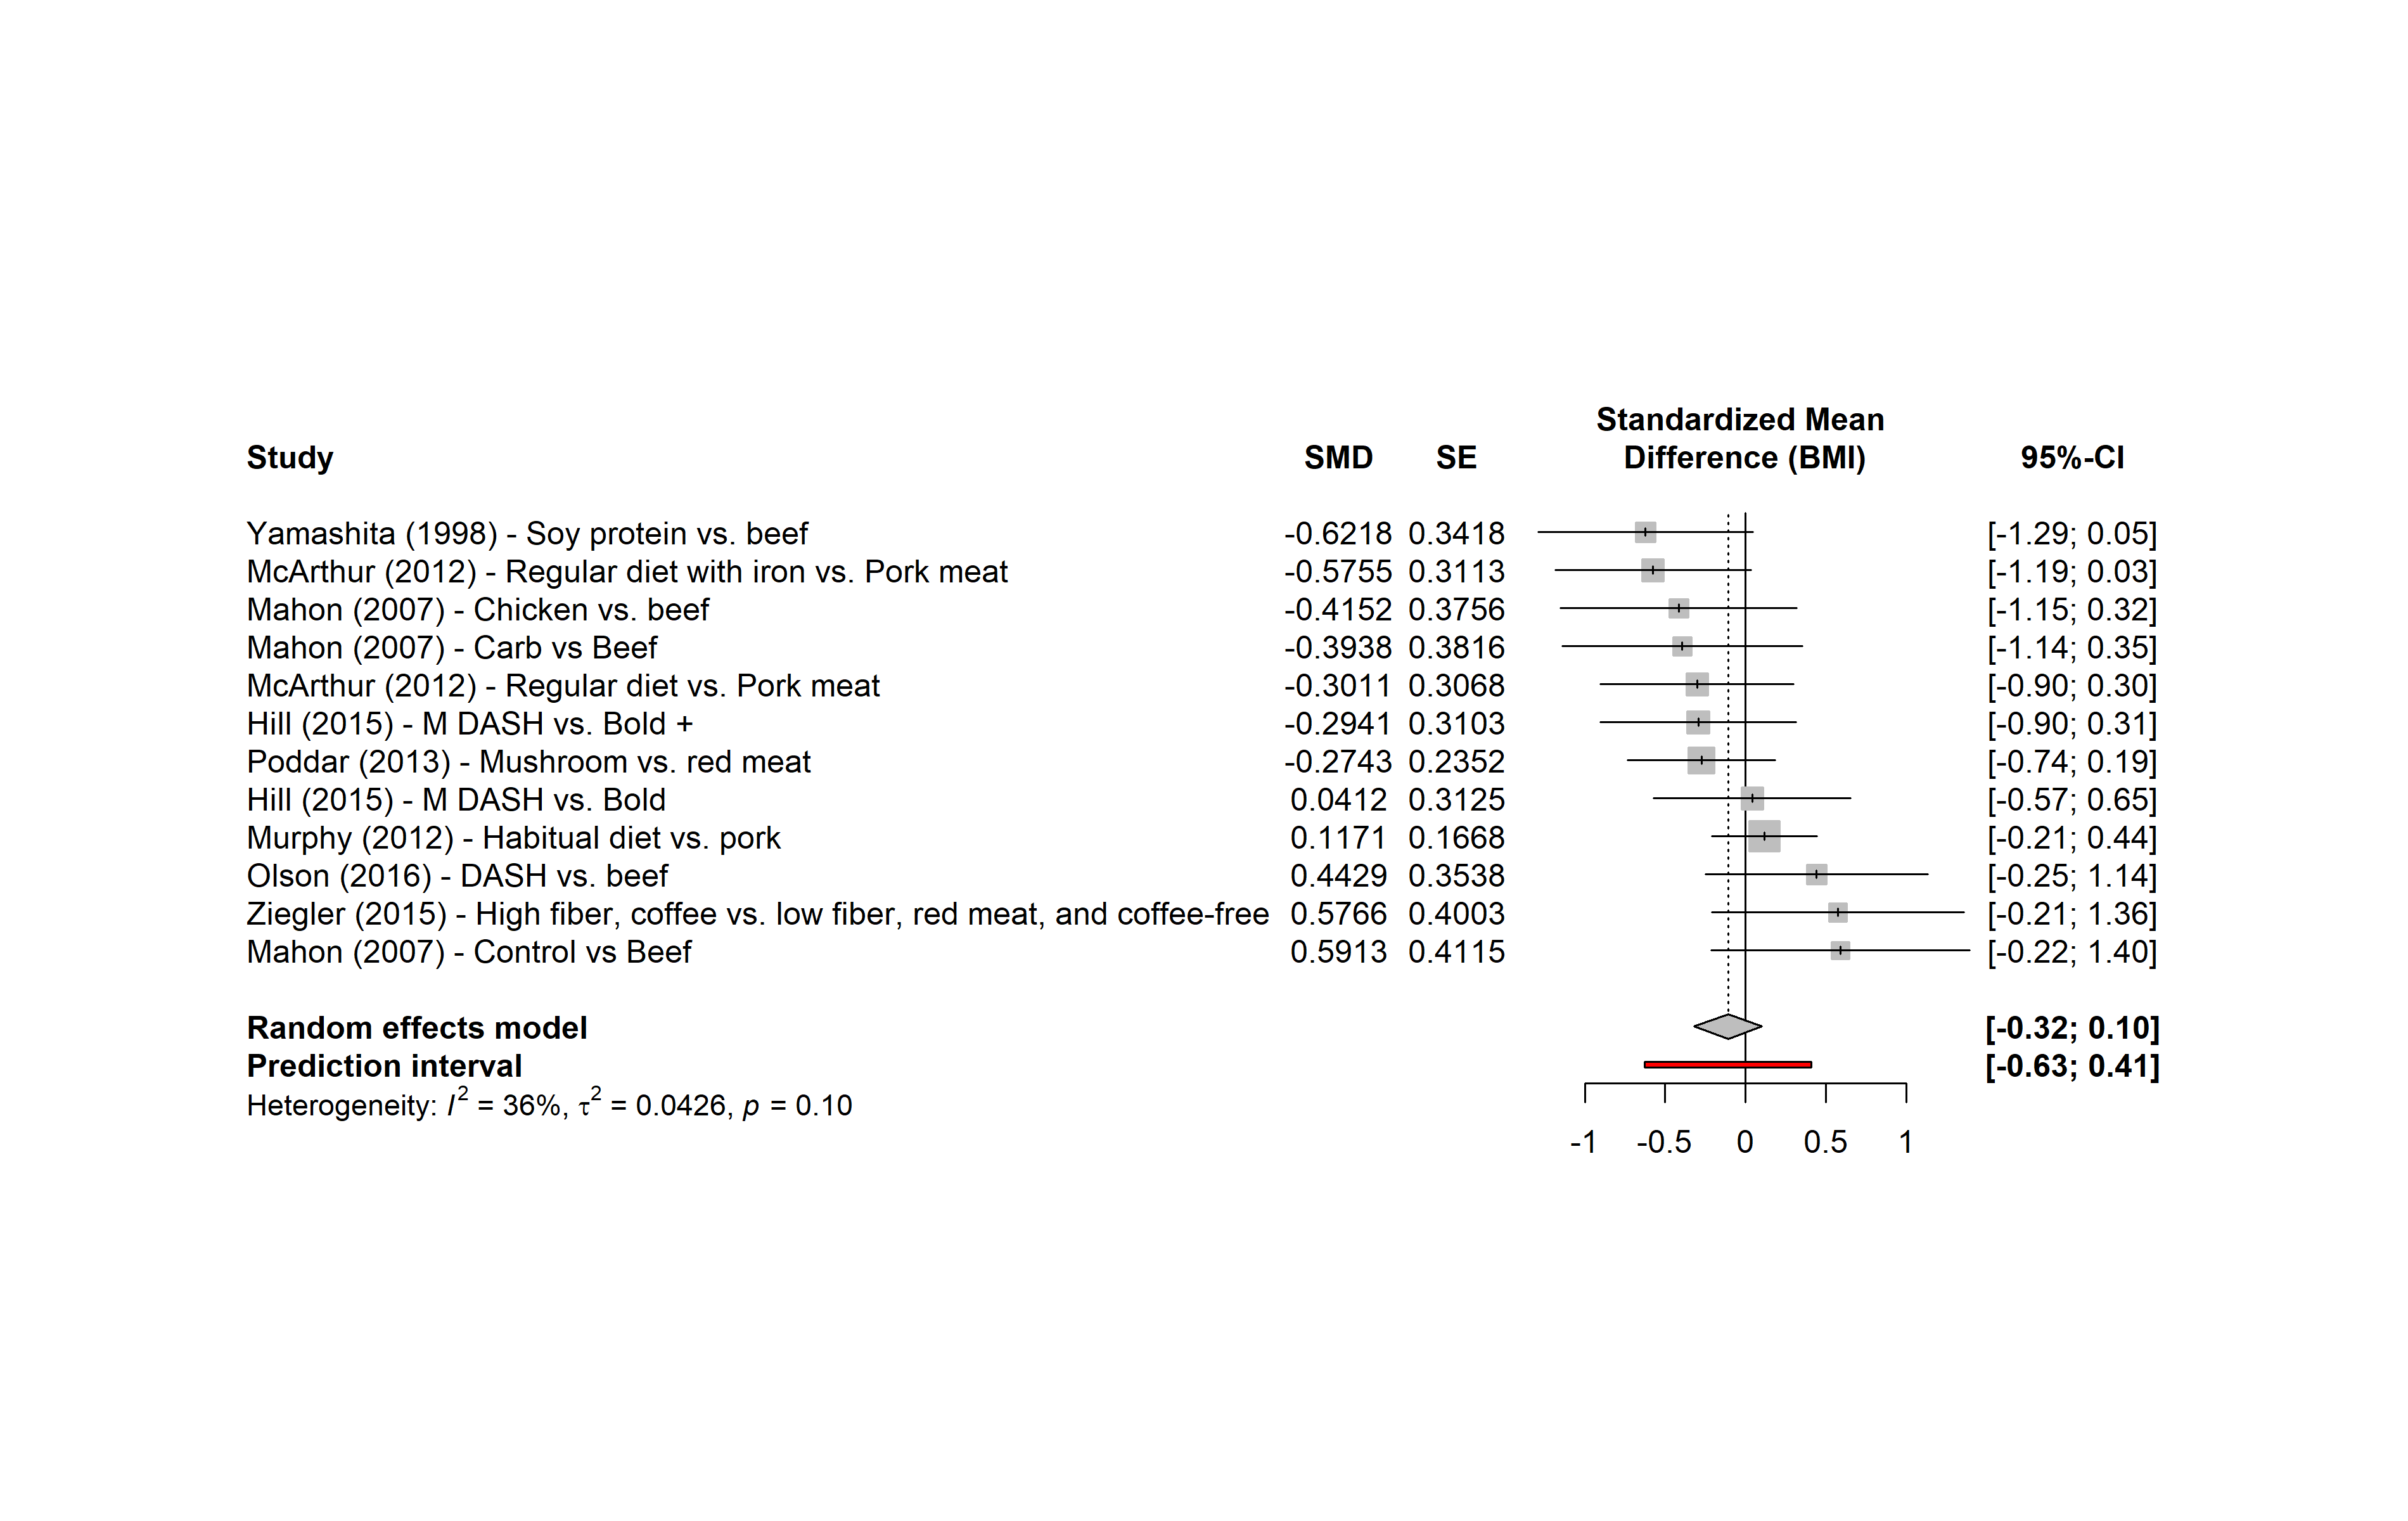 Standardized Mean
Study SMD SE Difference (BMI) 95%-CI
Yamashita (1998) - Soy protein vs. beef -0.6218 0.3418 [-1.29; 0.05]
McArthur (2012) - Regular diet with iron vs. Pork meat -0.5755 0.3113 [-1.19; 0.03]
Mahon (2007) - Chicken vs. beef -0.4152 0.3756 [-1.15; 0.32]
Mahon (2007) - Carb vs Beef -0.3938 0.3816 [-1.14; 0.35]
McArthur (2012) - Regular diet vs. Pork meat -0.3011 0.3068 [-0.90; 0.30]
Hill (2015) - M DASH vs. Bold + -0.2941 0.3103 [-0.90; 0.31]
Poddar (2013) - Mushroom vs. red meat -0.2743 0.2352 [-0.74; 0.19]
Hill (2015) - M DASH vs. Bold 0.0412 0.3125 [-0.57; 0.65]
Murphy (2012) - Habitual diet vs. pork 0.1171 0.1668 [-0.21; 0.44]
Olson (2016) - DASH vs. beef 0.4429 0.3538 [-0.25; 1.14]
Ziegler (2015) - High fiber, coffee vs. low fiber, red meat, and coffee-free 0.5766 0.4003 [-0.21; 1.36]
Mahon (2007) - Control vs Beef 0.5913 0.4115 [-0.22; 1.40]
Random effects model [-0.32; 0.10]
Prediction interval [-0.63; 0.41]
Heterogeneity: I² = 36%, τ² = 0.0426, p = 0.10
-1 -0.5 0 0.5 1